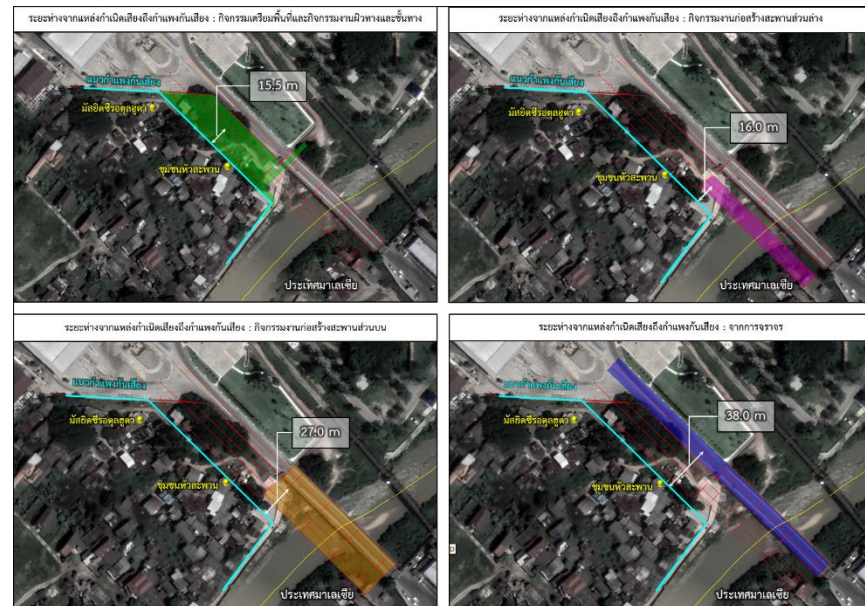 ระยะห่างจากแหล่งกำเนิดเสียงถึงกำแพงกันเสียง : กิจกรรมเตรียมพื้นที่และกิจกรรมงานผิวทางและชั้นทาง
แนวกำแพงกันเสียง
15.5 m
มัสยิดซีรอตุลฮูดา
ชุมชนหัวสะพาน
ประเทศมาเลเซีย
ระยะห่างจากแหล่งกำเนิดเสียงถึงกำแพงกันเสียง : กิจกรรมงานก่อสร้างสะพานส่วนล่าง
แนวกำแพงกันเสียง
มัสยิดซีรอตุลฮูดา
16.0 m
ชุมชนหัวสะพาน
ประเทศมาเลเซีย
ระยะห่างจากแหล่งกำเนิดเสียงถึงกำแพงกันเสียง : กิจกรรมงานก่อสร้างสะพานส่วนบน
แนวกำแพงกันเสียง
มัสยิดซีรอตุลฮูดา
27.0 m
ชุมชนหัวสะพาน
ประเทศมาเลเซีย
ระยะห่างจากแหล่งกำเนิดเสียงถึงกำแพงกันเสียง : จากการจราจร
แนวกำแพงกันเสียง
มัสยิดซีรอตุลฮูดา
38.0 m
ชุมชนหัวสะพาน
ประเทศมาเลเซีย